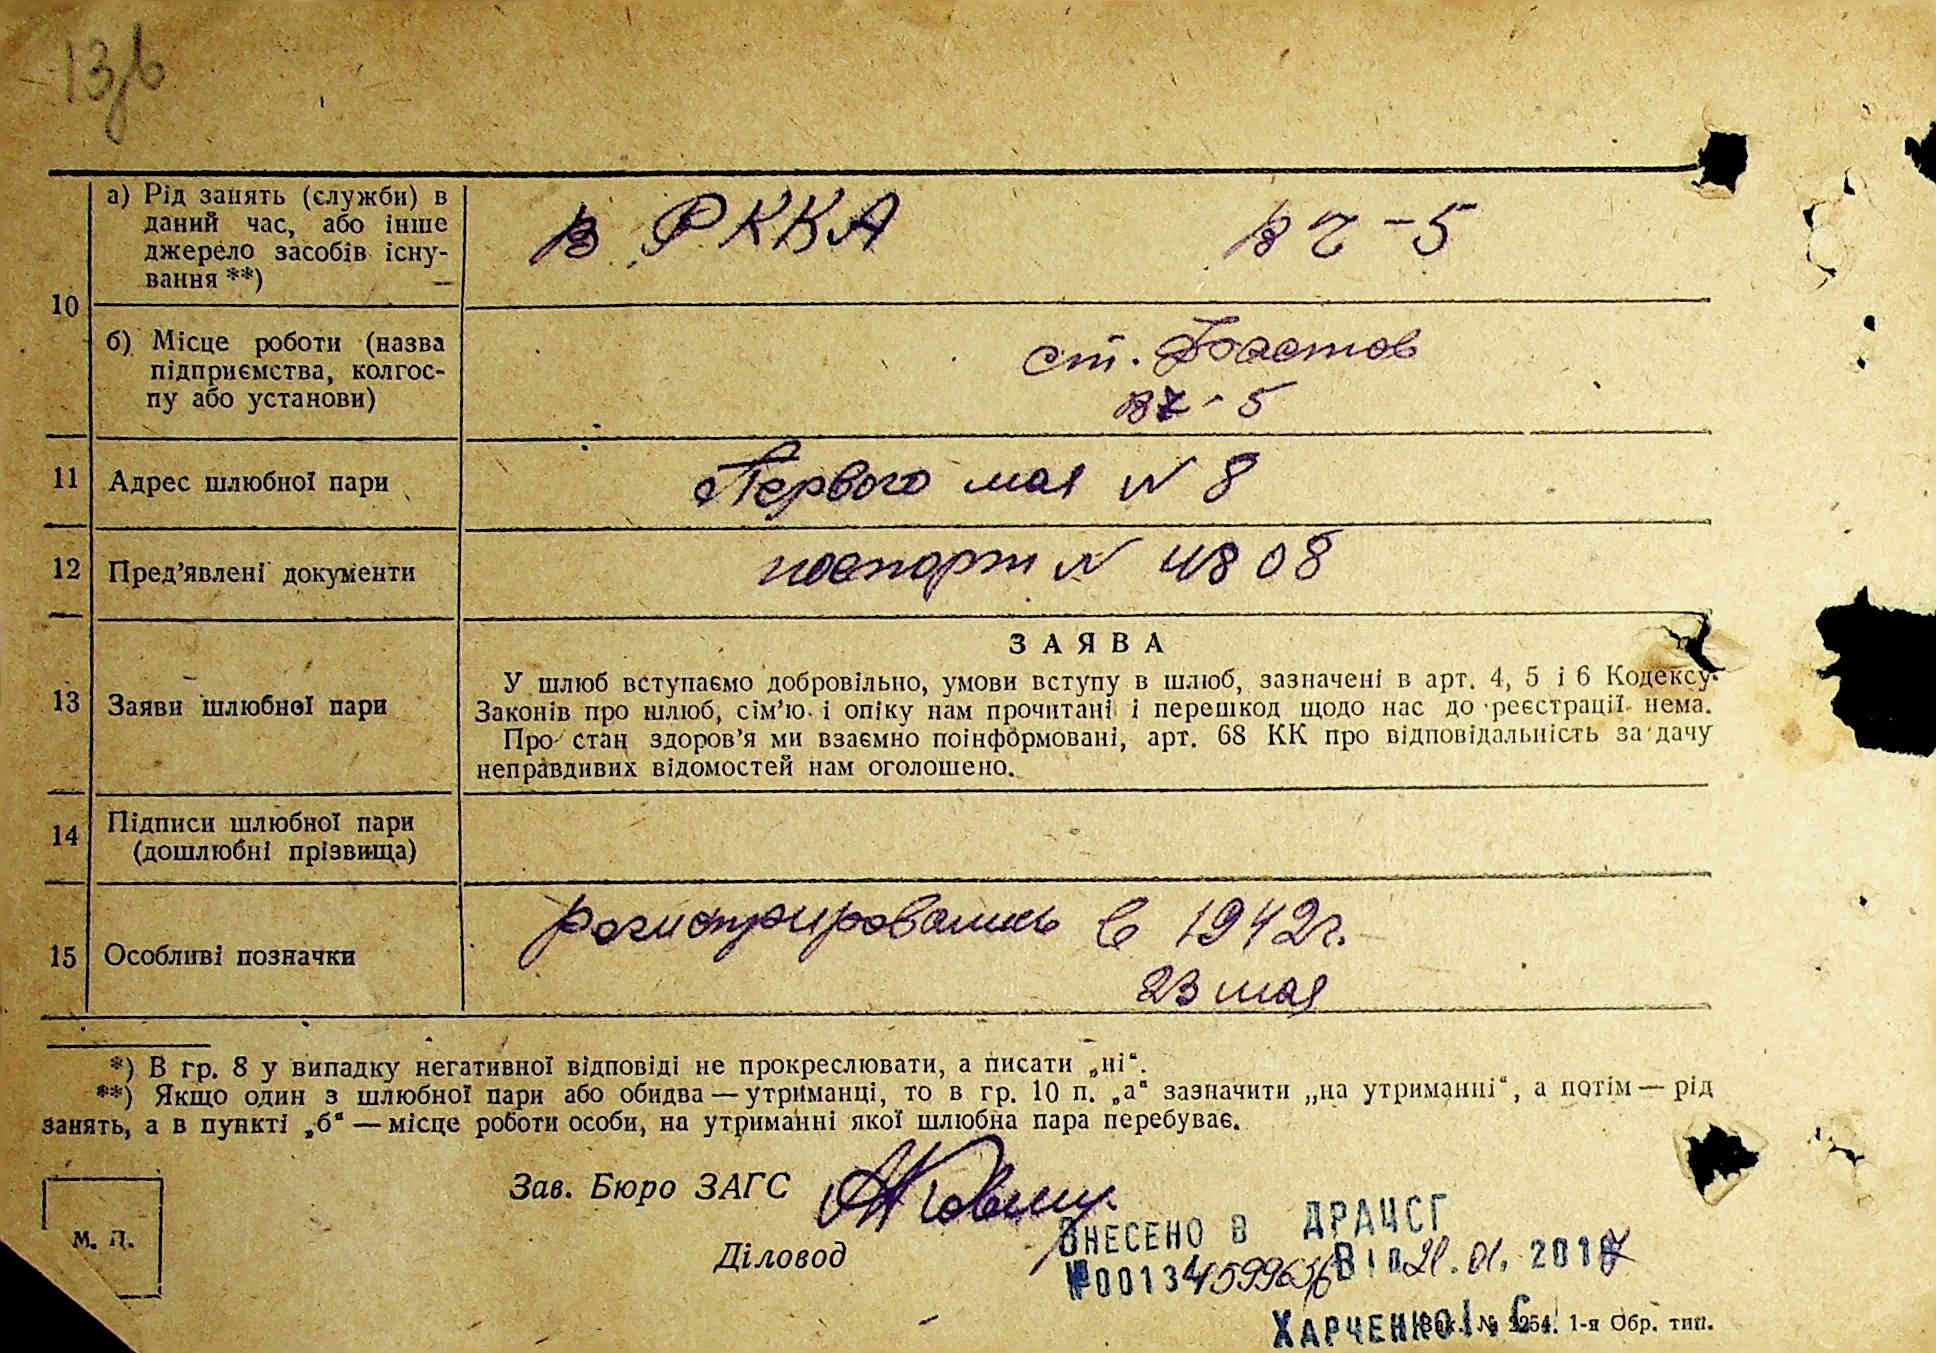 13б
а) Рід занять (служби) в
даний час, або інше
джерело засобів існу-
вання **)
В РККА ВЧ-5
10
б) Місце роботи (назва
підприємства, колгос-
пу або установи)
ст. Фастов
ВЧ-5
11 Адрес шлюбної пари Первого мая N 8
12 Пред’явлені документи паспорт N 4808
ЗАЯВА
13 Заяви шлюбної пари
У шлюб вступаємо добровільно, умови вступу в шлюб, зазначені в арт. 4, 5 і 6 Кодексу
Законів про шлюб, сім’ю і опіку нам прочитані і перешкод щодо нас до реєстрації нема.
Про стан здоров’я ми взаємно поінформовані, арт. 68 КК про відповідальність за дачу
неправдивих відомостей нам оголошено.
14 Підписи шлюбної пари
(дошлюбні прізвища)
15 Особливі позначки
регистрировались в 1942г.
23 мая
*) В гр. 8 у випадку негативної відповіді не прокреслювати, а писати „ні“.
**) Якщо один з шлюбної пари або обидва — утриманці, то в гр. 10 п. „а“ зазначити „на утриманні“, а потім — рід
занять, а в пункті „б“ — місце роботи особи, на утриманні якої шлюбна пара перебуває.
Зав. Бюро ЗАГС
М. П.
Діловод
ВНЕСЕНО В ДРАЦСГ
№00134599636 Від 21.01.2017
ХАРЧЕНКО І. С.
Зак. № 2254. 1-я Обр. тип.